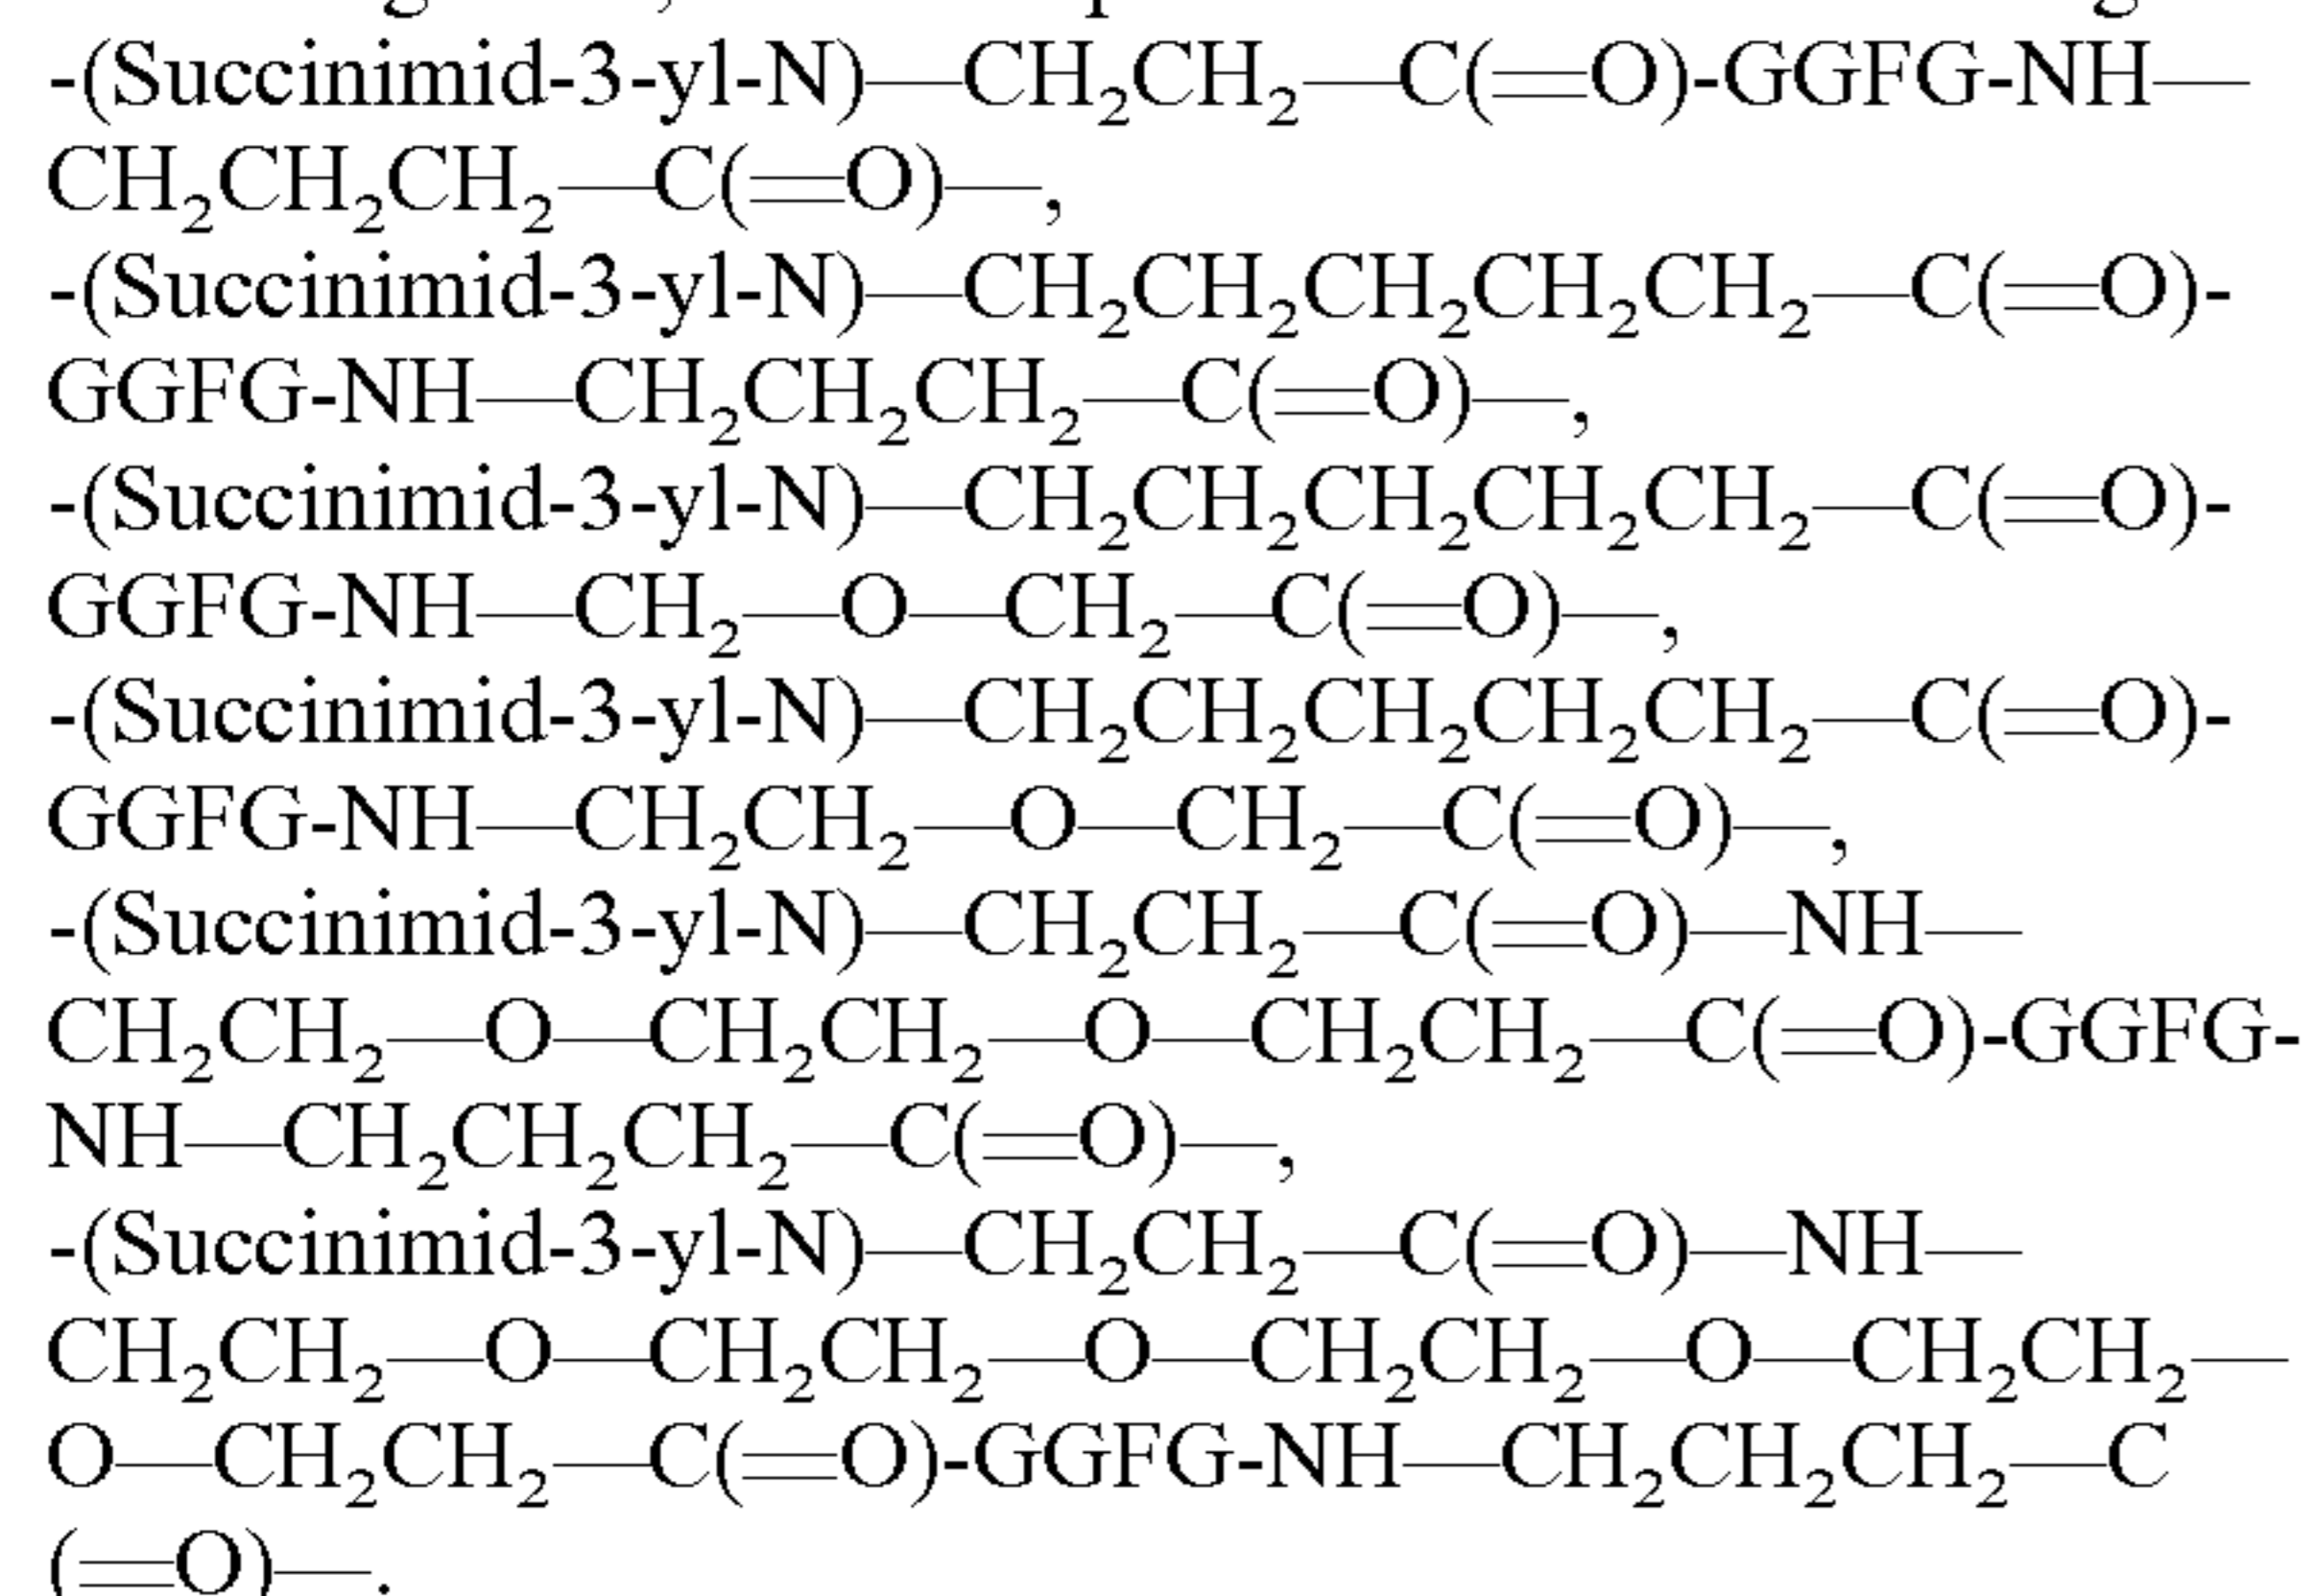 -(Succinimid-3-yl-N)—CH₂CH₂—C(═O)-GGFG-NH—
CH₂CH₂CH₂—C(═O)—,
-(Succinimid-3-yl-N)—CH₂CH₂CH₂CH₂CH₂—C(═O)-
GGFG-NH—CH₂CH₂CH₂—C(═O)—,
-(Succinimid-3-yl-N)—CH₂CH₂CH₂CH₂CH₂—C(═O)-
GGFG-NH—CH₂—O—CH₂—C(═O)—,
-(Succinimid-3-yl-N)—CH₂CH₂CH₂CH₂CH₂—C(═O)-
GGFG-NH—CH₂CH₂—O—CH₂—C(═O)—,
-(Succinimid-3-yl-N)—CH₂CH₂—C(═O)—NH—
CH₂CH₂—O—CH₂CH₂—O—CH₂CH₂—C(═O)-GGFG-
NH—CH₂CH₂CH₂—C(═O)—,
-(Succinimid-3-yl-N)—CH₂CH₂—C(═O)—NH—
CH₂CH₂—O—CH₂CH₂—O—CH₂CH₂—O—CH₂CH₂—
O—CH₂CH₂—C(═O)-GGFG-NH—CH₂CH₂CH₂—C
(═O)—.